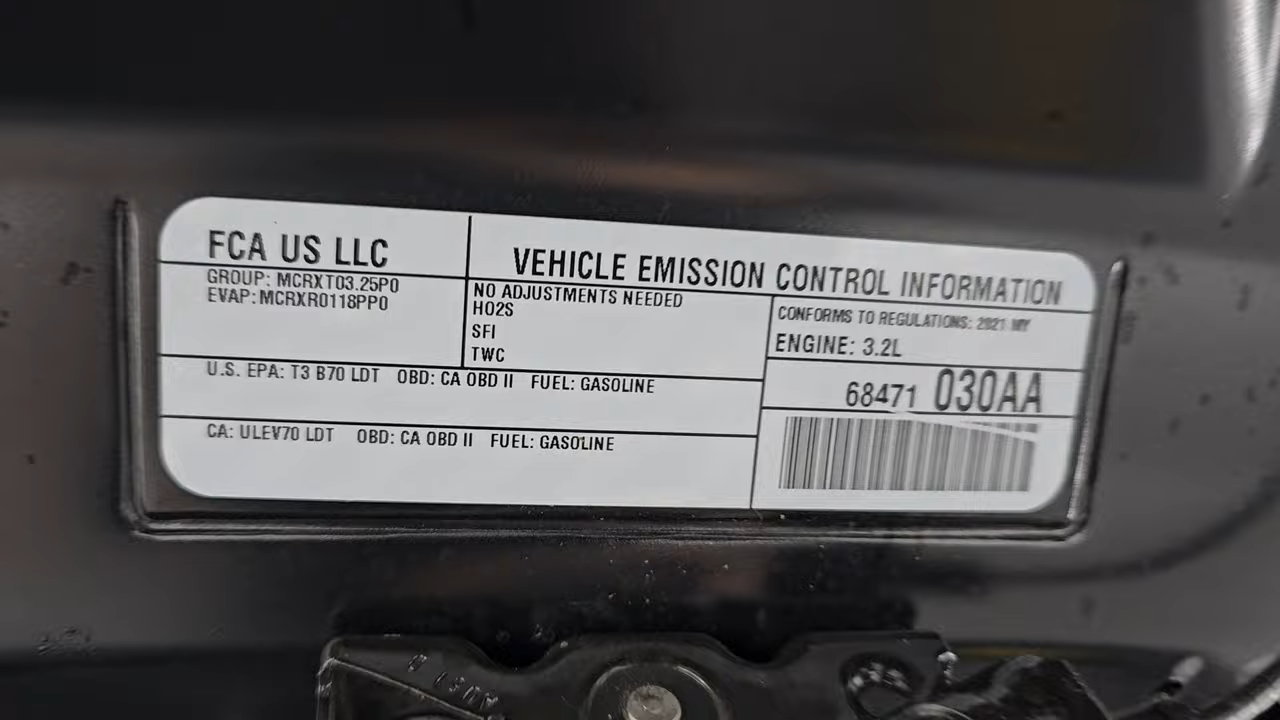 FCA US LLC
VEHICLE EMISSION CONTROL INFORMATION
GROUP: MCRXT03.25P0
EVAP: MCRXR0118PP0
NO ADJUSTMENTS NEEDED
HO2S
SFI
TWC
CONFORMS TO REGULATIONS: 2021 MY
ENGINE: 3.2L
U.S. EPA: T3 B70 LDT OBD: CA OBD II FUEL: GASOLINE
68471 030AA
CA: ULEV70 LDT OBD: CA OBD II FUEL: GASOLINE